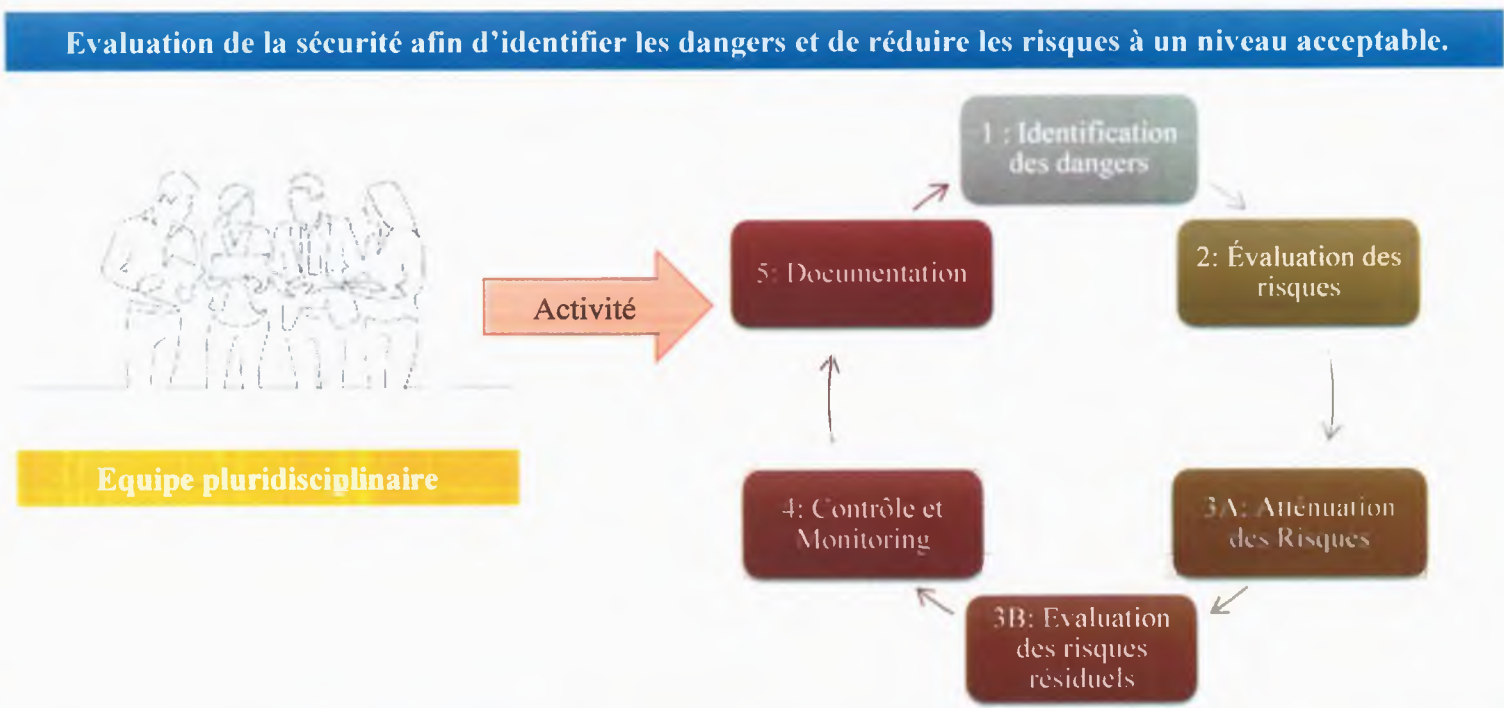 Evaluation de la sécurité afin d'identifier les dangers et de réduire les risques à un niveau acceptable.
1 : Identification
des dangers
5: Documentation
2: Évaluation des
risques
Activité
Equipe pluridisciplinaire
4: Contrôle et
Monitoring
3A: Atténuation
des Risques
3B: Evaluation
des risques
résiduels